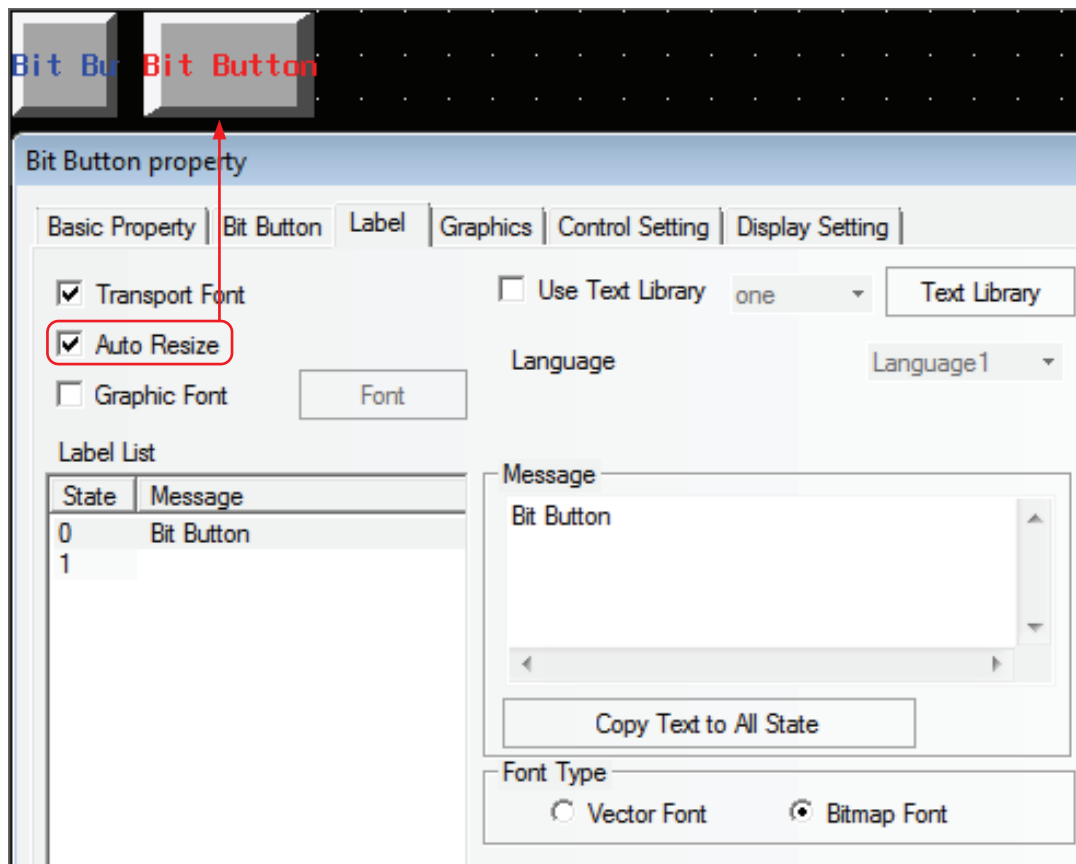 Bit Bu Bit Button
Bit Button property
Basic Property Bit Button Label Graphics Control Setting Display Setting
Transport Font
Auto Resize
Graphic Font Font
Use Text Library one Text Library
Language Language1
Label List
State Message
0 Bit Button
1
Message
Bit Button
Copy Text to All State
Font Type
Vector Font Bitmap Font